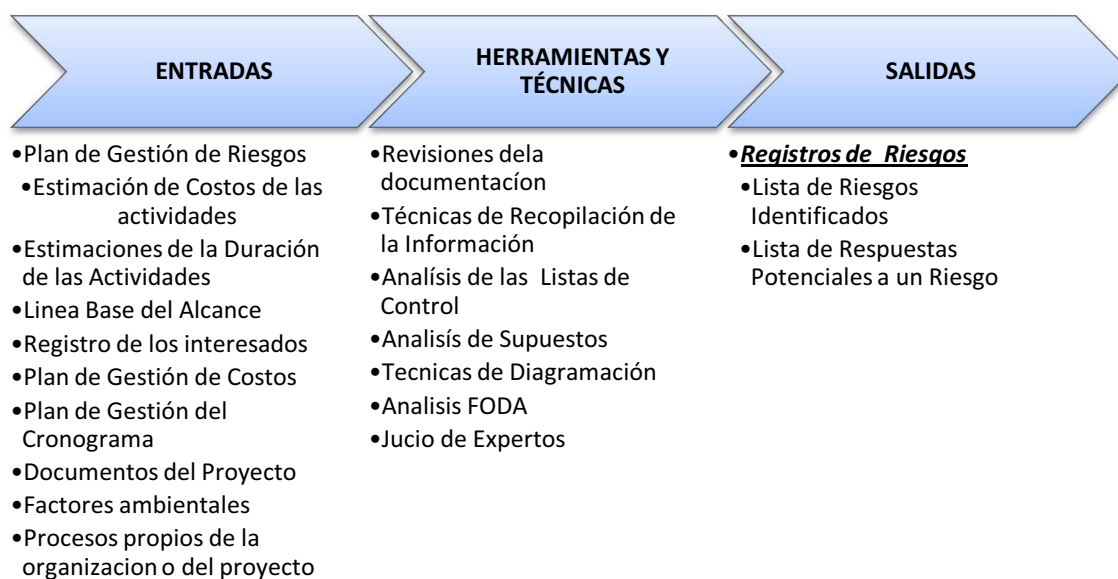 ENTRADAS
HERRAMIENTAS Y
TÉCNICAS
SALIDAS
•Plan de Gestión de Riesgos
•Estimación de Costos de las
actividades
•Estimaciones de la Duración
de las Actividades
•Linea Base del Alcance
•Registro de los interesados
•Plan de Gestión de Costos
•Plan de Gestión del
Cronograma
•Documentos del Proyecto
•Factores ambientales
•Procesos propios de la
organizacion o del proyecto
•Revisiones dela
documentacíon
•Técnicas de Recopilación de
la Información
•Analísis de las Listas de
Control
•Analisís de Supuestos
•Tecnicas de Diagramación
•Analisis FODA
•Jucio de Expertos
•Registros de Riesgos
•Lista de Riesgos
Identificados
•Lista de Respuestas
Potenciales a un Riesgo